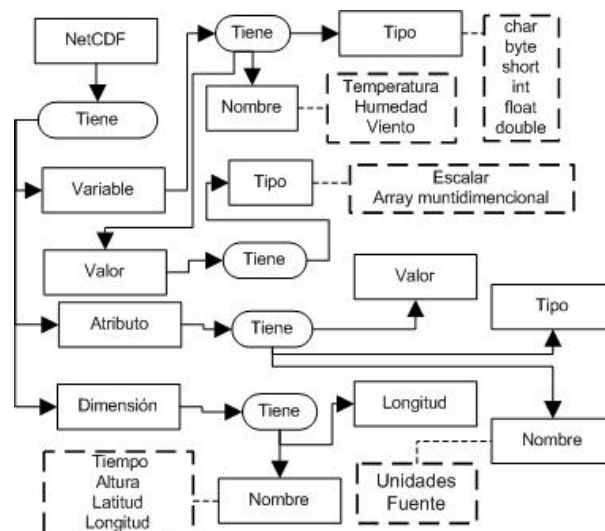 NetCDF
Tiene
Tipo
char
byte
short
int
float
double
Tiene
Nombre
Temperatura
Humedad
Viento
Variable
Tipo
Escalar
Array muntidimencional
Valor
Tiene
Valor
Tipo
Atributo
Tiene
Dimensión
Tiene
Longitud
Nombre
Tiempo
Altura
Latitud
Longitud
Nombre
Unidades
Fuente